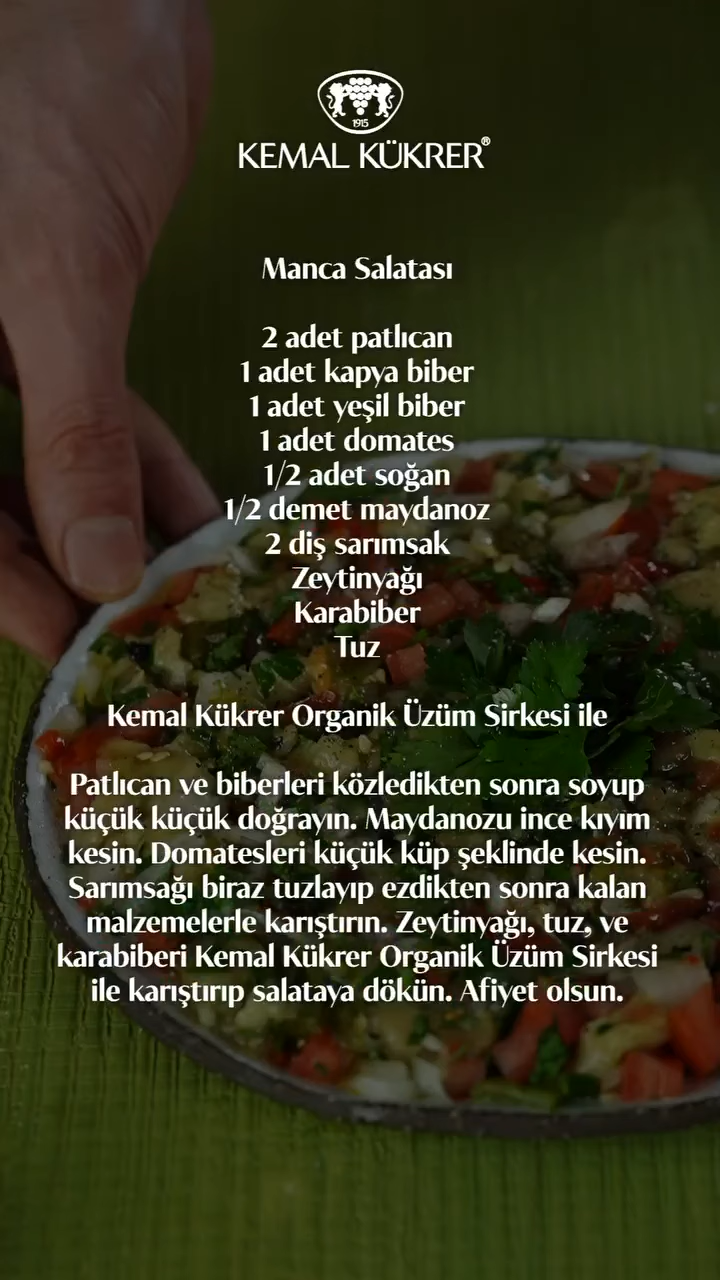 1915
KEMAL KÜKRER®
Manca Salatası
2 adet patlıcan
1 adet kapya biber
1 adet yeşil biber
1 adet domates
1/2 adet soğan
1/2 demet maydanoz
2 diş sarımsak
Zeytinyağı
Karabiber
Tuz
Kemal Kükrer Organik Üzüm Sirkesi ile
Patlıcan ve biberleri közledikten sonra soyup
küçük küçük doğrayın. Maydanozu ince kıyım
kesin. Domatesleri küçük küp şeklinde kesin.
Sarımsağı biraz tuzlayıp ezdikten sonra kalan
malzemelerle karıştırın. Zeytinyağı, tuz, ve
karabiberi Kemal Kükrer Organik Üzüm Sirkesi
ile karıştırıp salataya dökün. Afiyet olsun.